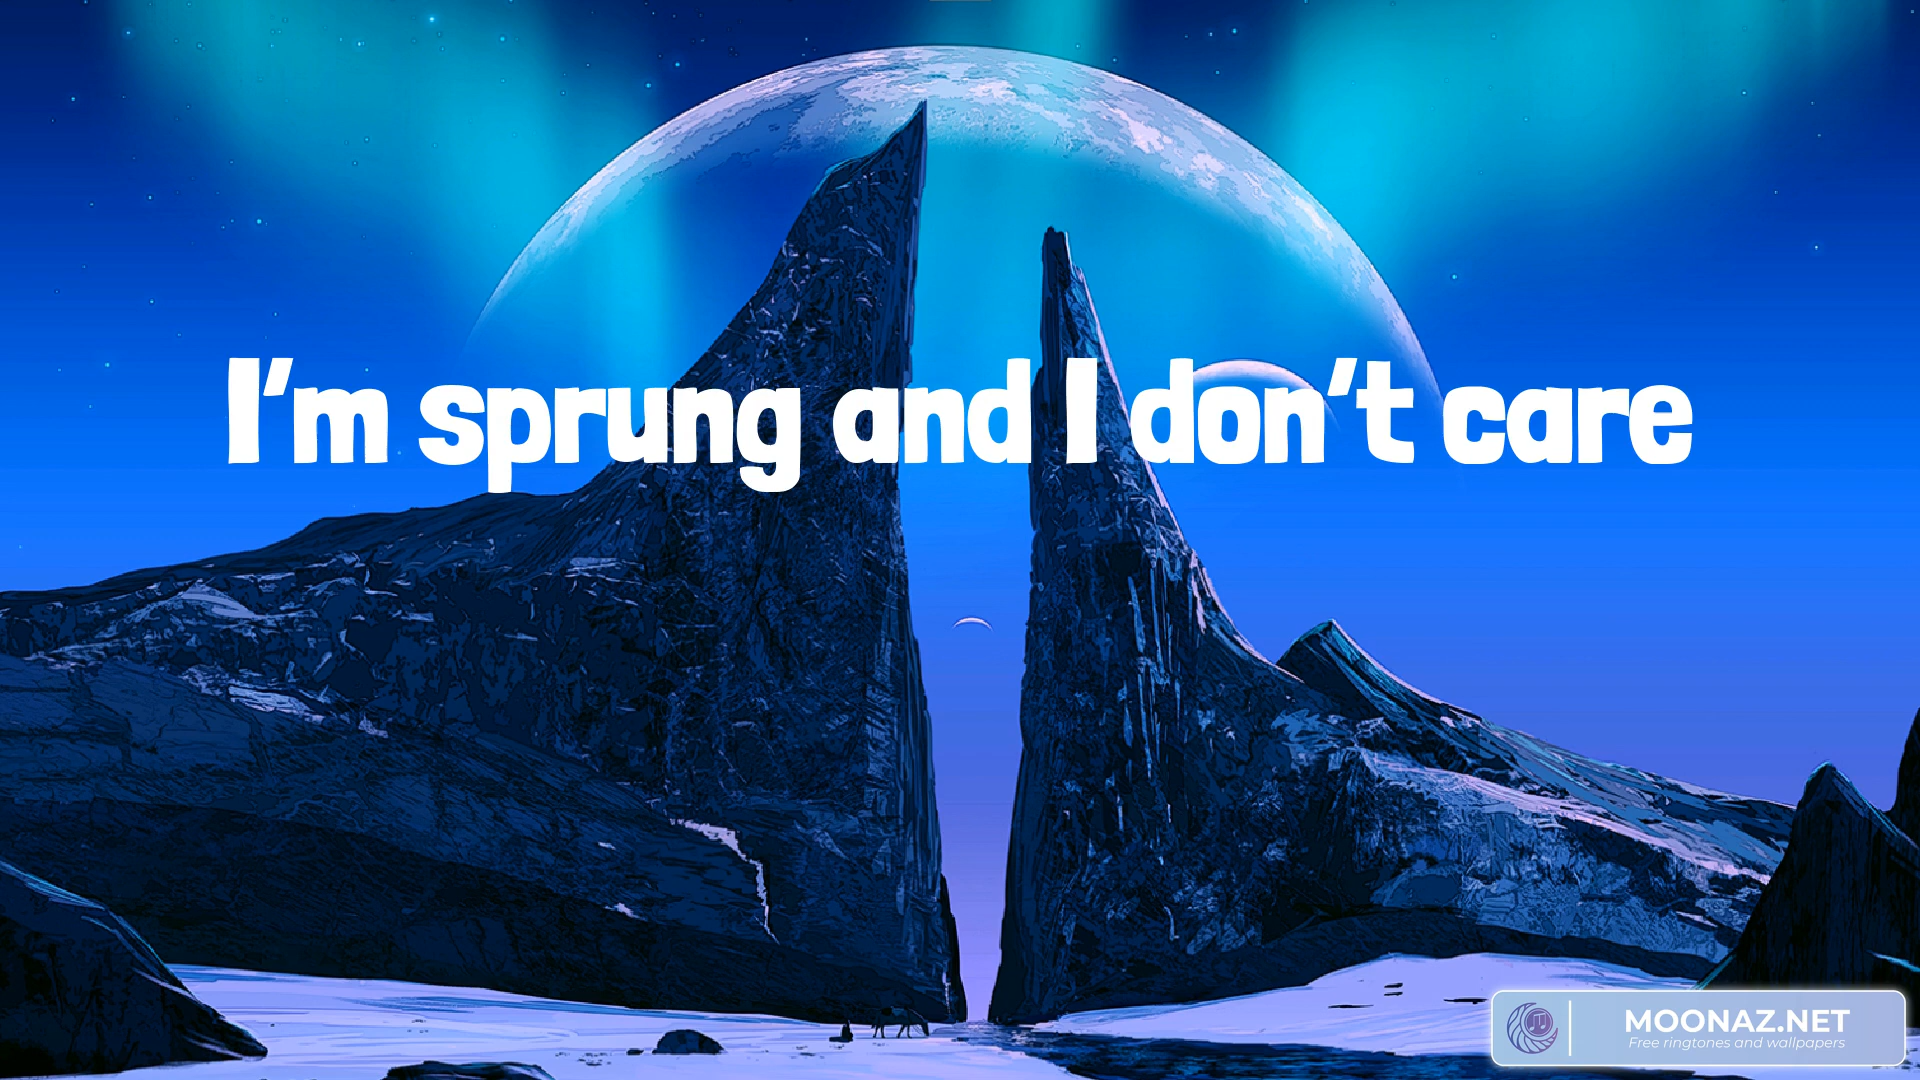 I’m sprung and I don’t care
MOONAZ.NET
Free ringtones and wallpapers